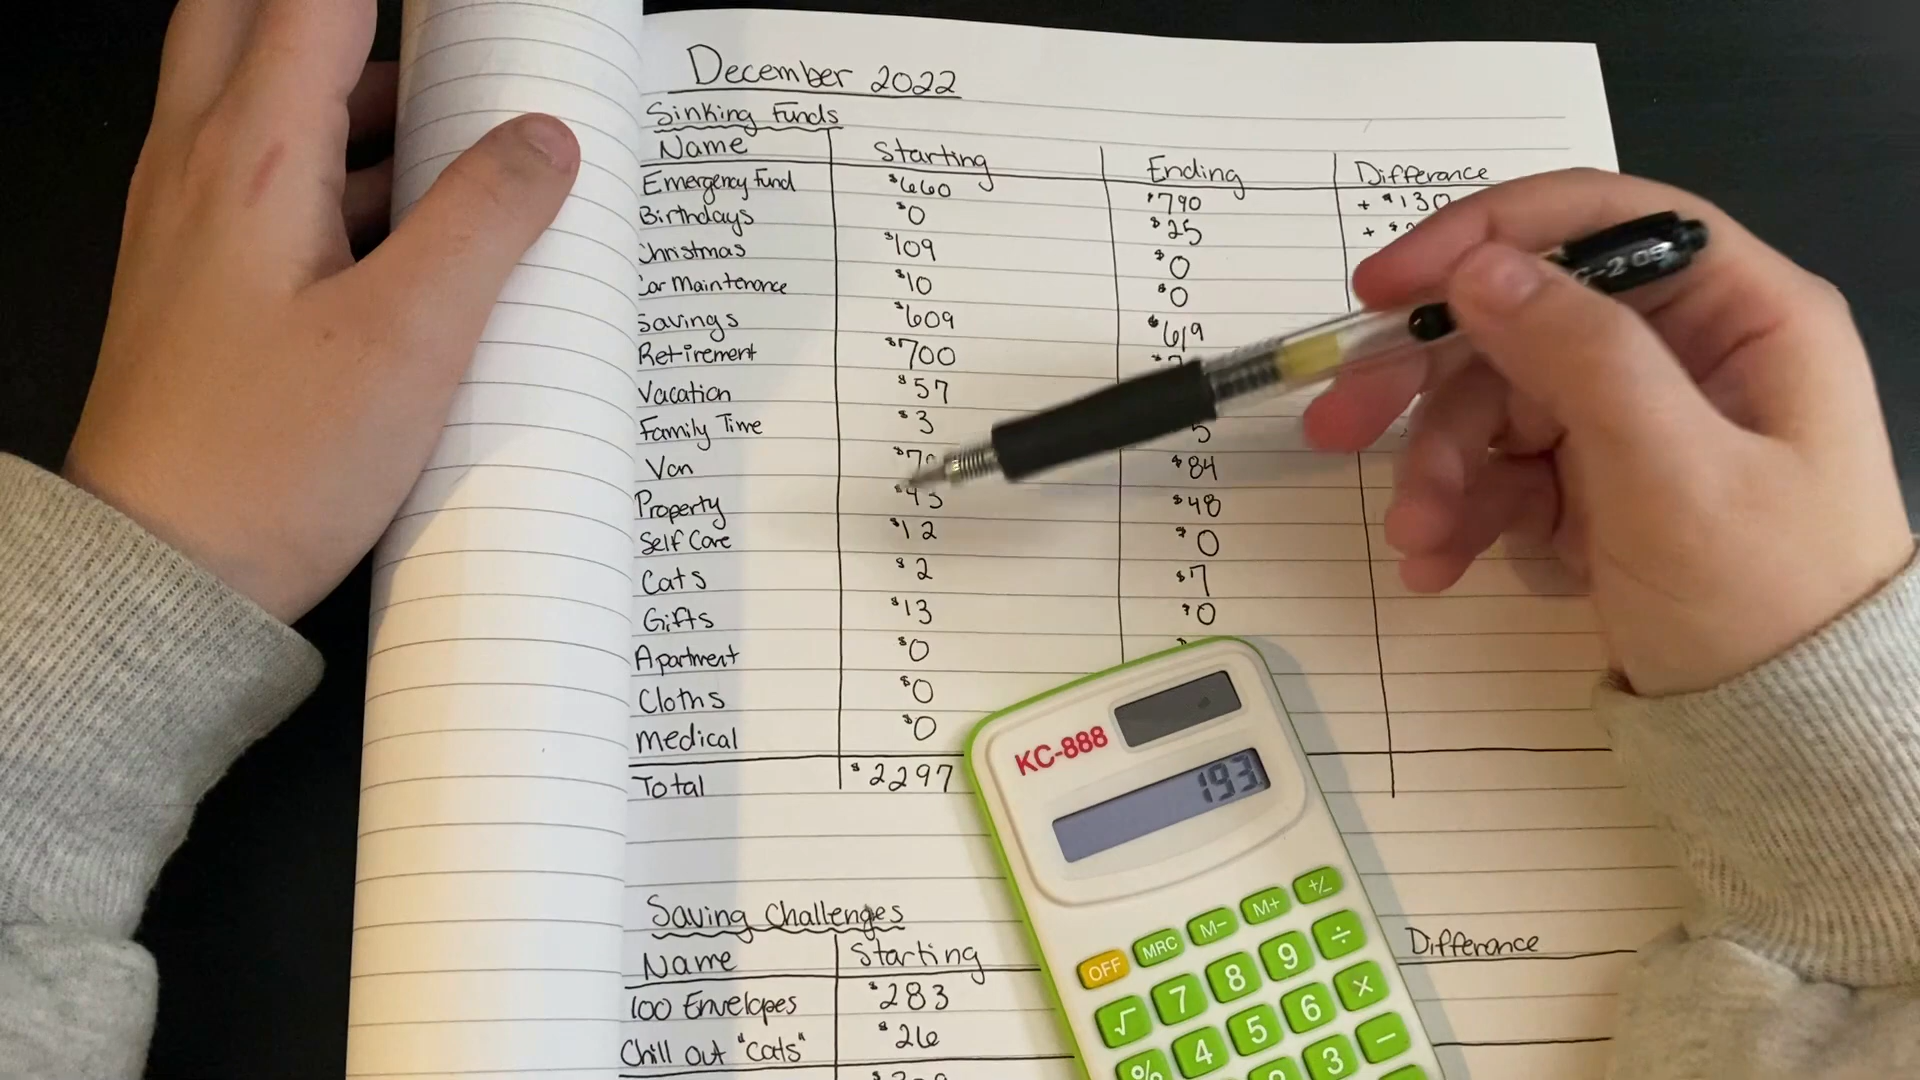 December 2022
Sinking Funds
Name Starting Ending Differance
Emergency Fund $660 $790 + $130
Birthdays $0 $25 + $
Christmas $109 $0
Car Maintenance $10 $0
Savings $609 $619
Retirement $700
Vacation $57
Family Time $3 5
Van $84
Property $48
Self Care $12 $0
Cats $2 $7
Gifts $13 $0
Apartment $0
Cloths $0
Medical $0
Total $2297
Saving Challenges
Name Starting Differance
100 Envelopes $283
Chill out "Cats" $26
KC-888
193
OFF MRC M- M+ +/-
√ 7 8 9 ÷
% 4 5 6 ×
3 −